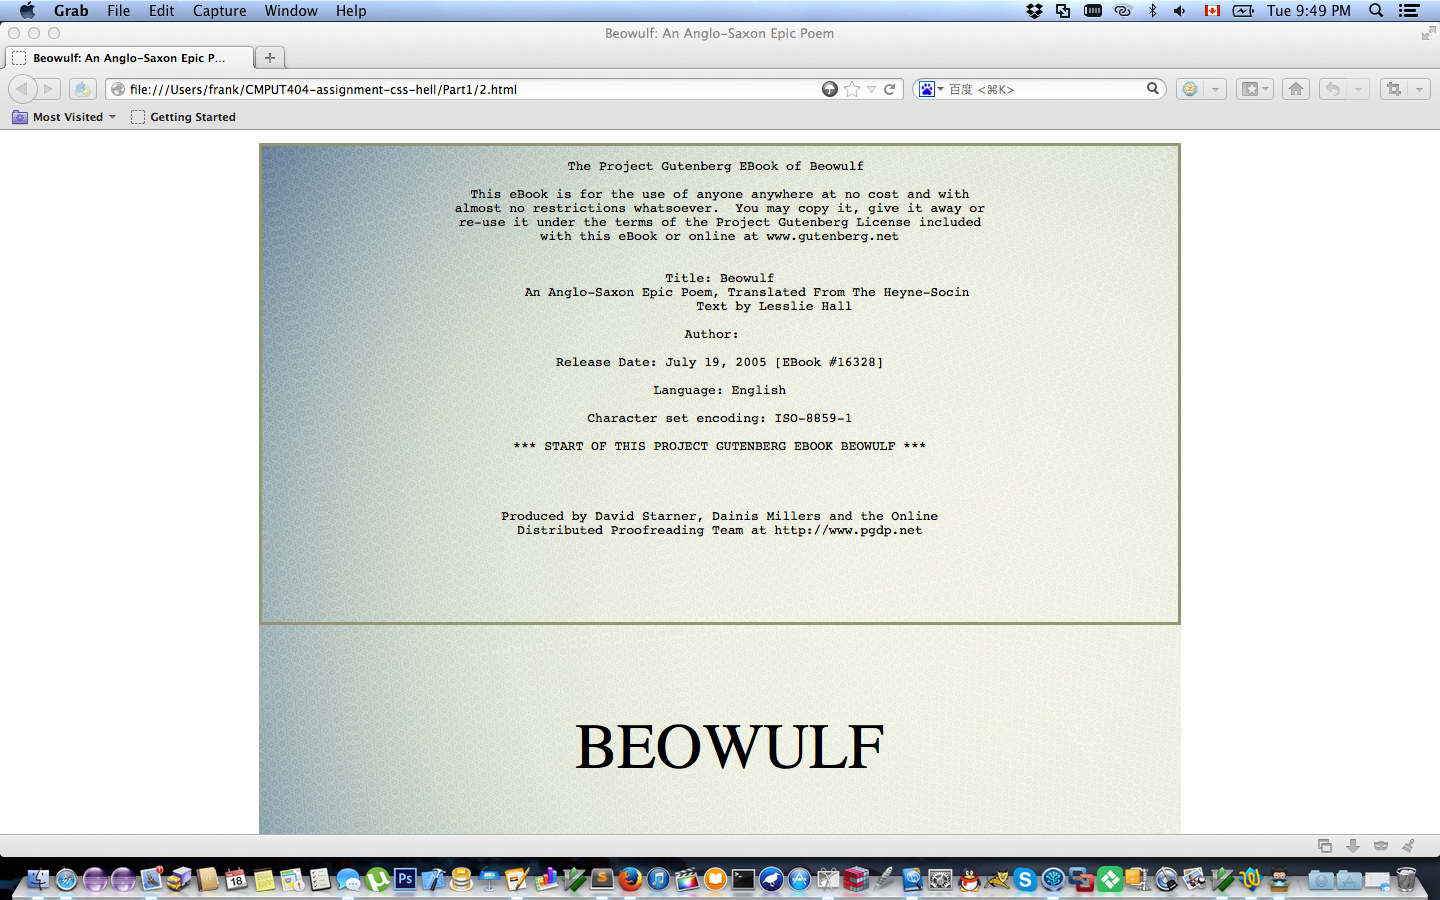 Grab File Edit Capture Window Help Tue 9:49 PM
Beowulf: An Anglo-Saxon Epic Poem
Beowulf: An Anglo-Saxon Epic P...
file:///Users/frank/CMPUT404-assignment-css-hell/Part1/2.html 百度 <⌘K>
Most Visited Getting Started
The Project Gutenberg EBook of Beowulf
This eBook is for the use of anyone anywhere at no cost and with
almost no restrictions whatsoever. You may copy it, give it away or
re-use it under the terms of the Project Gutenberg License included
with this eBook or online at www.gutenberg.net
Title: Beowulf
An Anglo-Saxon Epic Poem, Translated From The Heyne-Socin
Text by Lesslie Hall
Author:
Release Date: July 19, 2005 [EBook #16328]
Language: English
Character set encoding: ISO-8859-1
*** START OF THIS PROJECT GUTENBERG EBOOK BEOWULF ***
Produced by David Starner, Dainis Millers and the Online
Distributed Proofreading Team at http://www.pgdp.net
BEOWULF
18 Ps